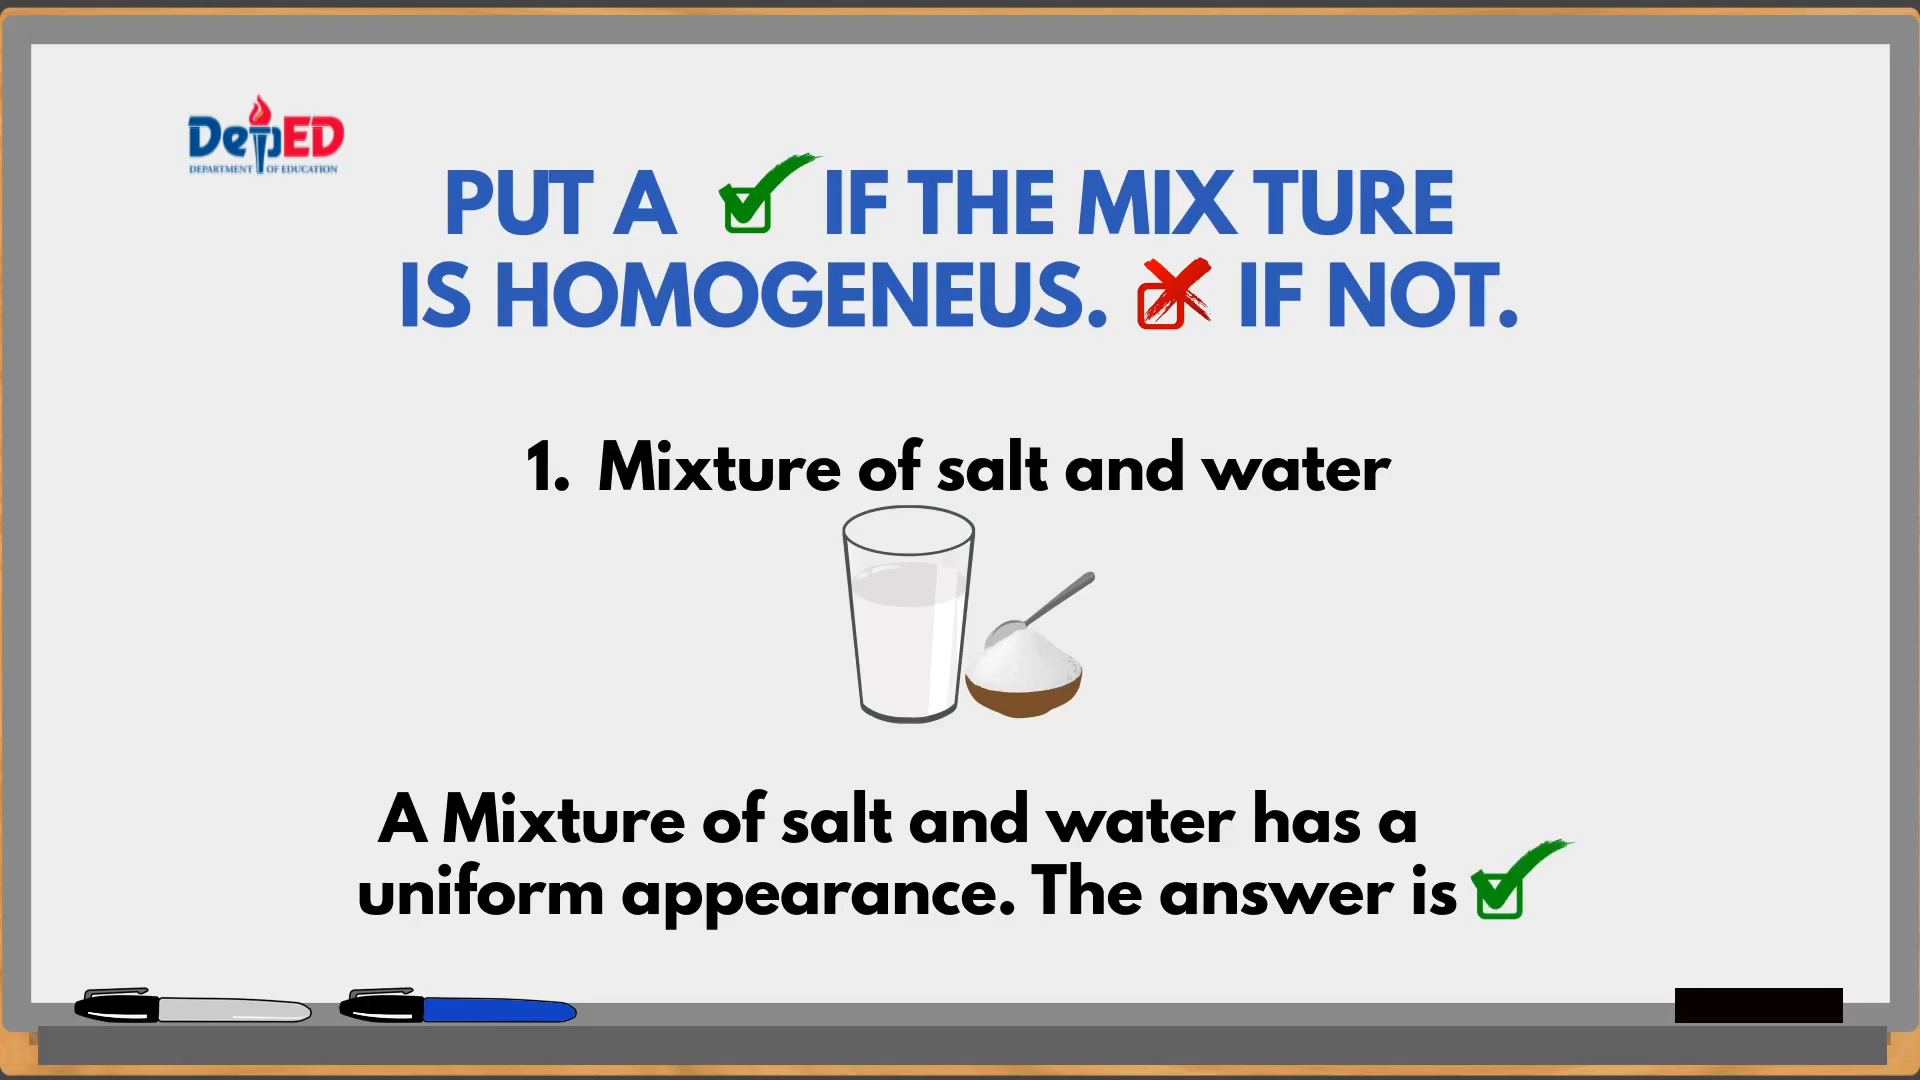 DepED
DEPARTMENT OF EDUCATION
PUT A IF THE MIX TURE
IS HOMOGENEUS. IF NOT.
1. Mixture of salt and water
A Mixture of salt and water has a
uniform appearance. The answer is